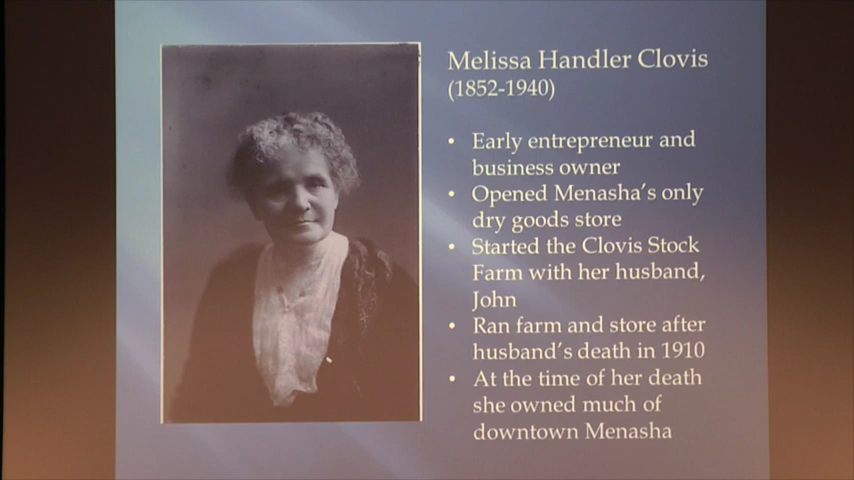 Melissa Handler Clovis
(1852-1940)
• Early entrepreneur and
business owner
• Opened Menasha's only
dry goods store
• Started the Clovis Stock
Farm with her husband,
John
• Ran farm and store after
husband's death in 1910
• At the time of her death
she owned much of
downtown Menasha